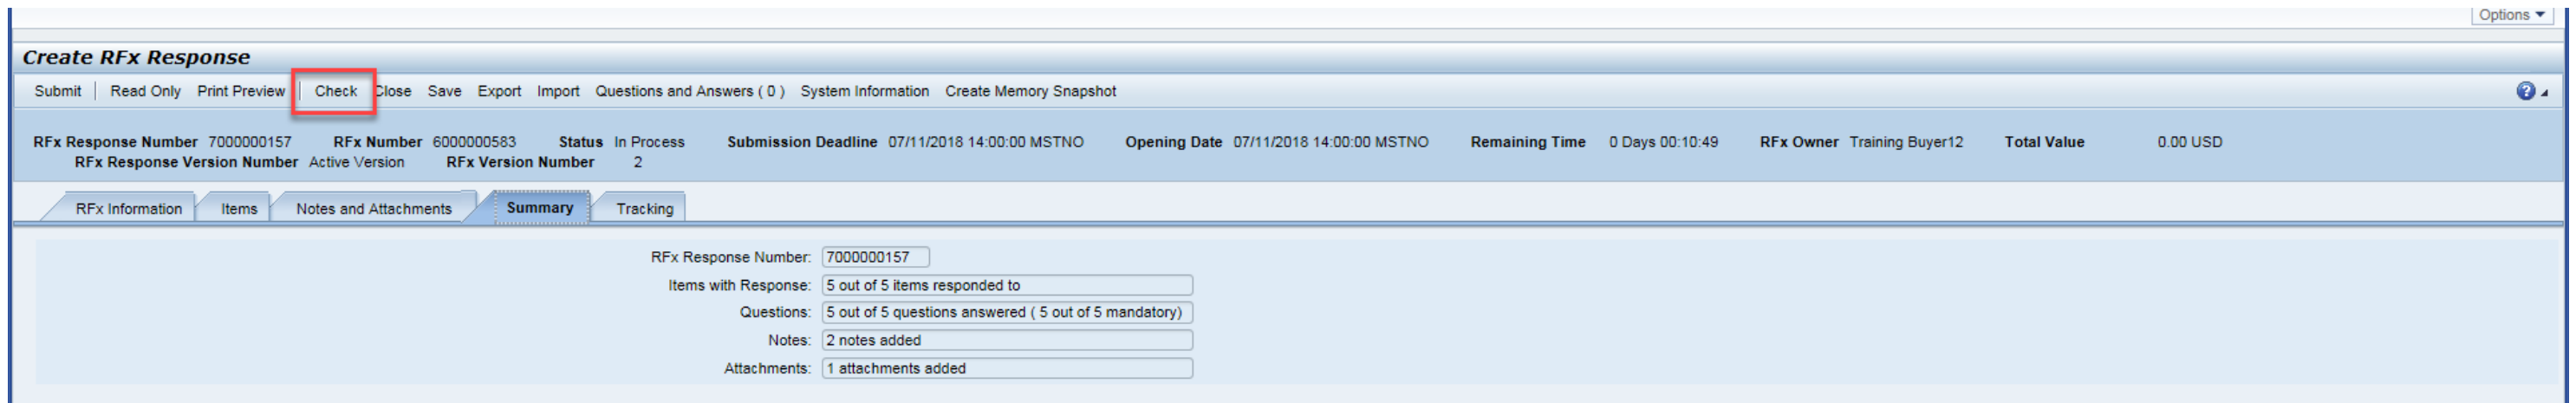 Options
Create RFx Response
Submit Read Only Print Preview Check Close Save Export Import Questions and Answers ( 0 ) System Information Create Memory Snapshot
RFx Response Number 7000000157 RFx Number 6000000583 Status In Process Submission Deadline 07/11/2018 14:00:00 MSTNO Opening Date 07/11/2018 14:00:00 MSTNO Remaining Time 0 Days 00:10:49 RFx Owner Training Buyer12 Total Value 0.00 USD
RFx Response Version Number Active Version RFx Version Number 2
RFx Information Items Notes and Attachments Summary Tracking
RFx Response Number: 7000000157
Items with Response: 5 out of 5 items responded to
Questions: 5 out of 5 questions answered ( 5 out of 5 mandatory)
Notes: 2 notes added
Attachments: 1 attachments added